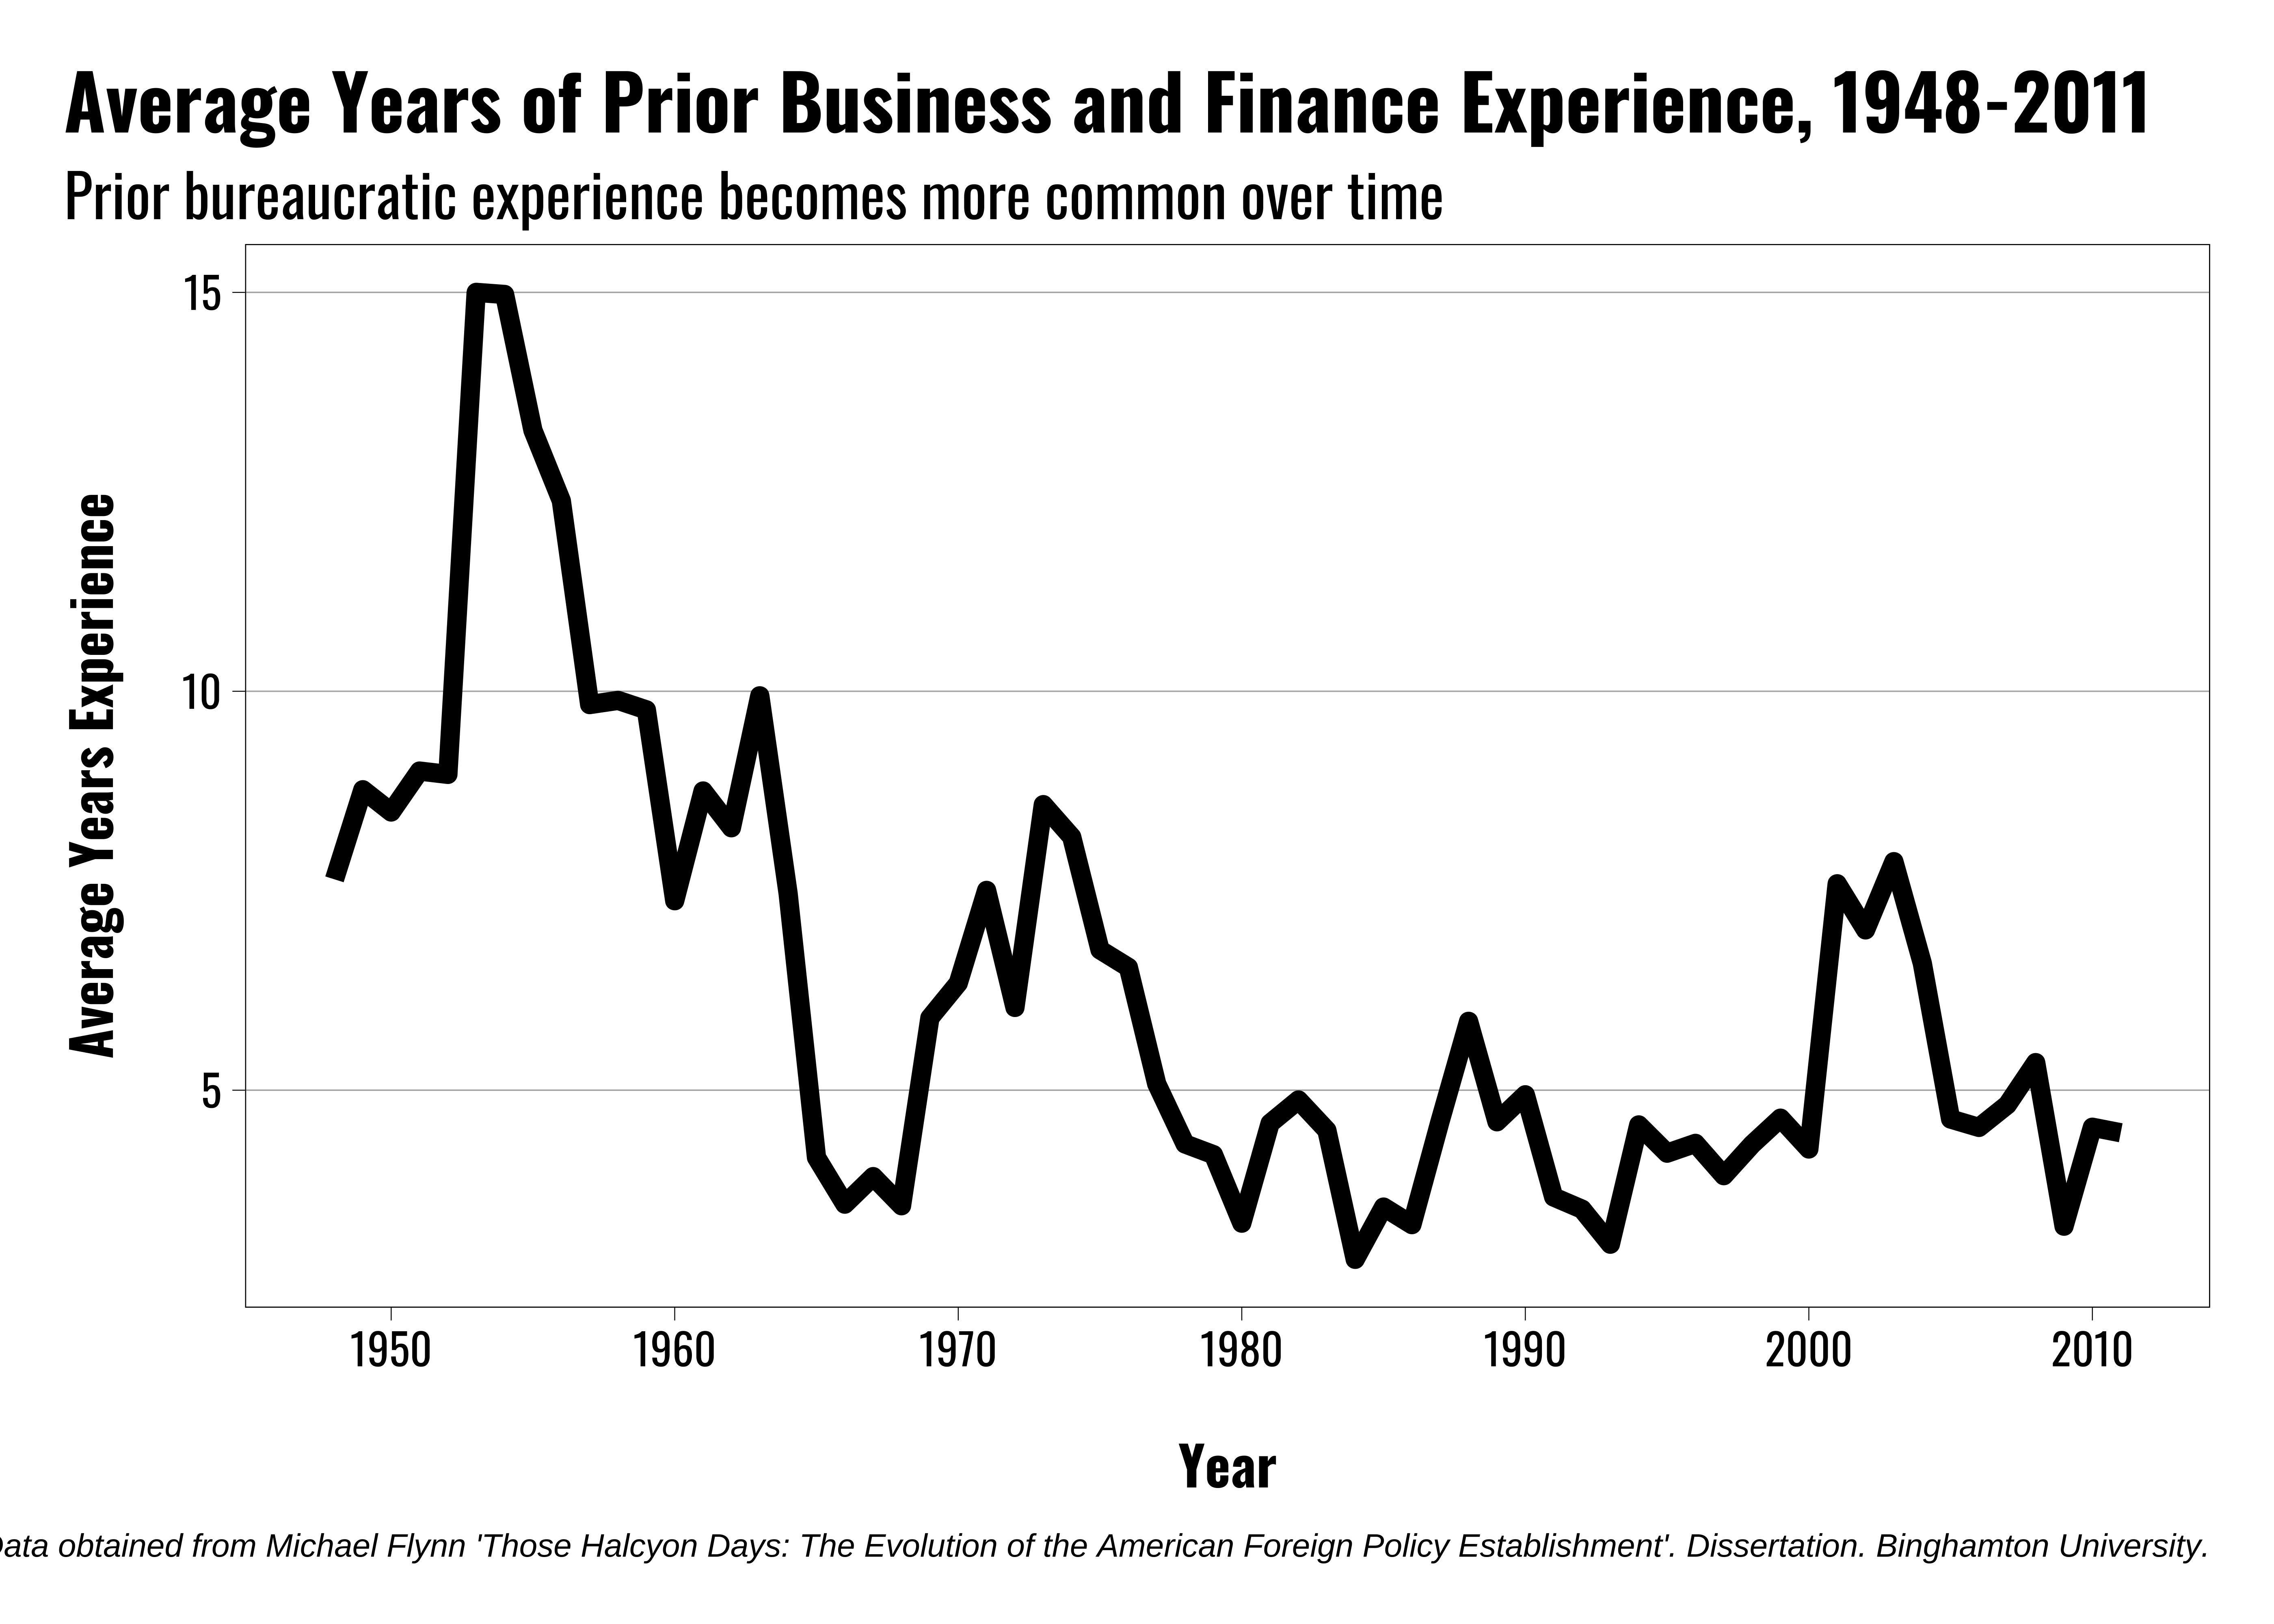 Average Years of Prior Business and Finance Experience, 1948-2011
Prior bureaucratic experience becomes more common over time
Average Years Experience
15
10
5
1950 1960 1970 1980 1990 2000 2010
Year
obtained from Michael Flynn 'Those Halcyon Days: The Evolution of the American Foreign Policy Establishment'. Dissertation. Binghamton University.